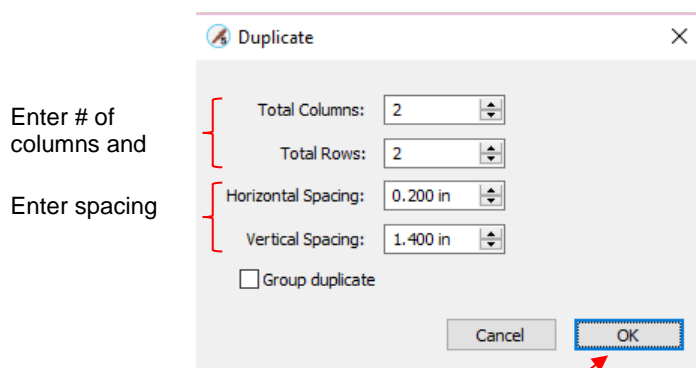 Duplicate
Enter # of
columns and
Total Columns: 2
Total Rows: 2
Enter spacing
Horizontal Spacing: 0.200 in
Vertical Spacing: 1.400 in
Group duplicate
Cancel OK